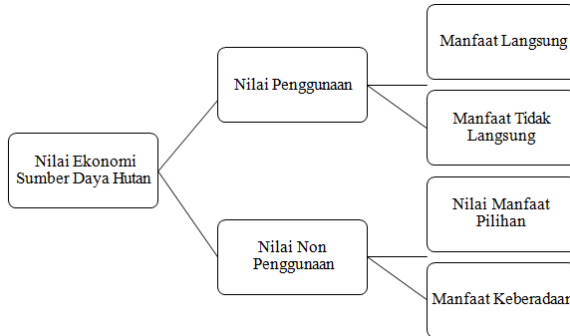 Nilai Ekonomi
Sumber Daya Hutan
Nilai Penggunaan
Manfaat Langsung
Manfaat Tidak
Langsung
Nilai Non
Penggunaan
Nilai Manfaat
Pilihan
Manfaat Keberadaan